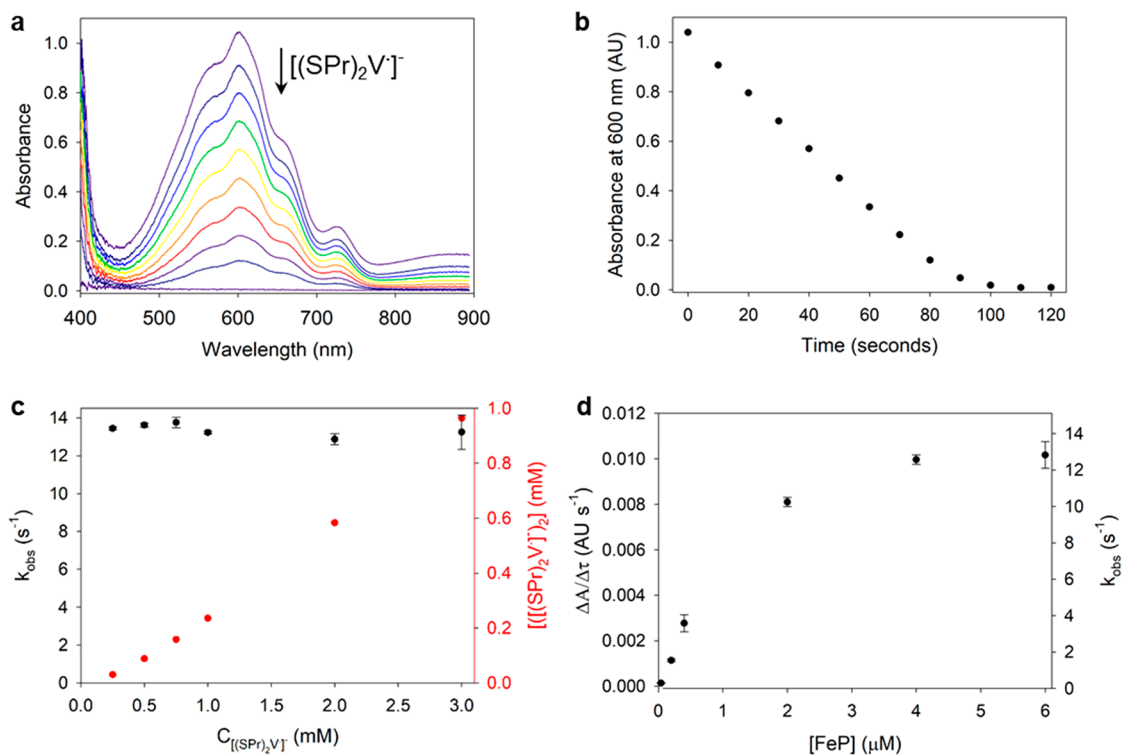 a
1.0
0.8
0.6
0.4
0.2
0.0
Absorbance
[(SPr)₂V˙]⁻
400 500 600 700 800 900
Wavelength (nm)
b
1.0
0.8
0.6
0.4
0.2
0.0
Absorbance at 600 nm (AU)
0 20 40 60 80 100 120
Time (seconds)
c
14
12
10
8
6
4
2
0
k_obs (s⁻¹)
1.0
0.8
0.6
0.4
0.2
0.0
[([(SPr)₂V˙]⁻)₂] (mM)
0.0 0.5 1.0 1.5 2.0 2.5 3.0
C_[(SPr)₂V˙]⁻ (mM)
d
0.012
0.010
0.008
0.006
0.004
0.002
0.000
ΔA/Δτ (AU s⁻¹)
14
12
10
8
6
4
2
0
k_obs (s⁻¹)
0 1 2 3 4 5 6
[FeP] (μM)